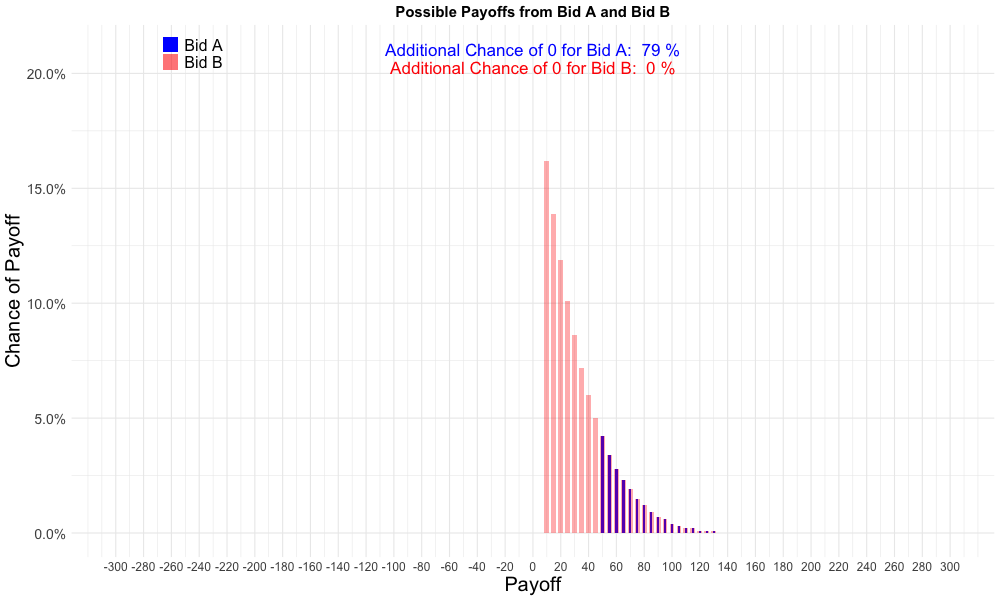 Possible Payoffs from Bid A and Bid B
Bid A
Bid B
Additional Chance of 0 for Bid A:  79 %
Additional Chance of 0 for Bid B:  0 %
Chance of Payoff
20.0%
15.0%
10.0%
5.0%
0.0%
-300 -280 -260 -240 -220 -200 -180 -160 -140 -120 -100 -80 -60 -40 -20 0 20 40 60 80 100 120 140 160 180 200 220 240 260 280 300
Payoff